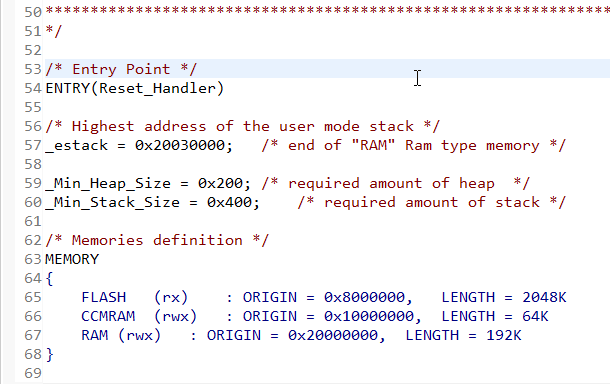 50 ***************************************************************
51 */
52
53 /* Entry Point */
54 ENTRY(Reset_Handler)
55
56 /* Highest address of the user mode stack */
57 _estack = 0x20030000;   /* end of "RAM" Ram type memory */
58
59 _Min_Heap_Size = 0x200; /* required amount of heap  */
60 _Min_Stack_Size = 0x400;    /* required amount of stack */
61
62 /* Memories definition */
63 MEMORY
64 {
65     FLASH   (rx)    : ORIGIN = 0x8000000,   LENGTH = 2048K
66     CCMRAM  (rwx)   : ORIGIN = 0x10000000,  LENGTH = 64K
67     RAM (rwx)   : ORIGIN = 0x20000000,  LENGTH = 192K
68 }
69